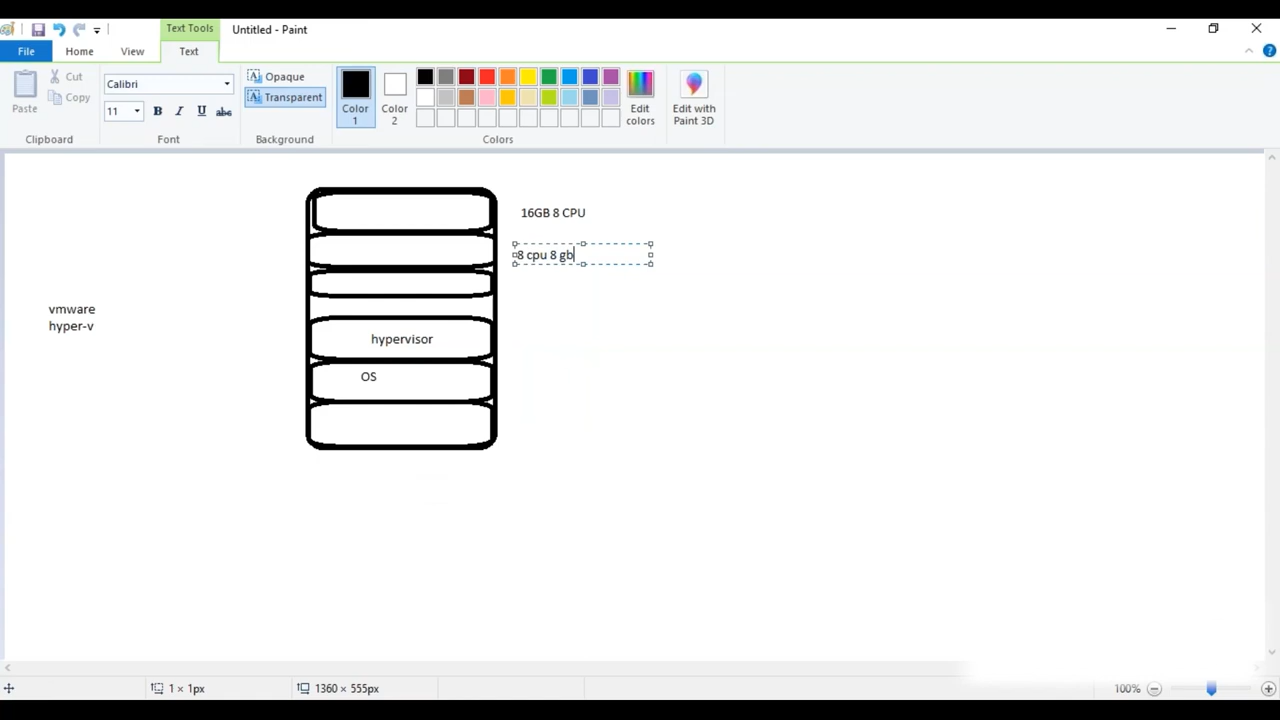 Text Tools
Untitled - Paint
File
Home
View
Text
Paste
Cut
Copy
Clipboard
Calibri
11
B
I
U
abc
Font
Opaque
Transparent
Background
Color
1
Color
2
Edit
colors
Colors
Edit with
Paint 3D
16GB 8 CPU
8 cpu 8 gb
vmware
hyper-v
hypervisor
OS
1 × 1px
1360 × 555px
100%